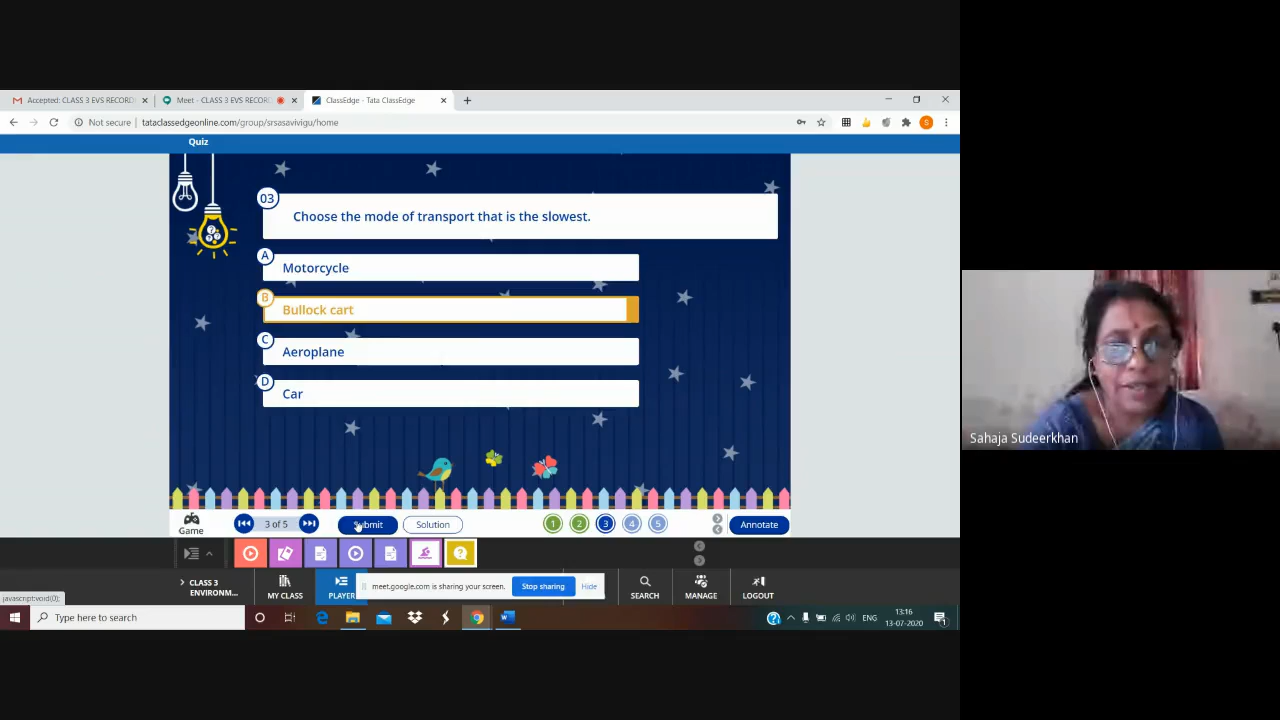 Accepted: CLASS 3 EVS RECORD
Meet - CLASS 3 EVS RECOR
ClassEdge - Tata ClassEdge
Not secure
tataclassedgeonline.com/group/srsasavivigu/home
Quiz
03
Choose the mode of transport that is the slowest.
A
Motorcycle
B
Bullock cart
C
Aeroplane
D
Car
Sahaja Sudeerkhan
Game
3 of 5
Submit
Solution
1 2 3 4 5
Annotate
CLASS 3
ENVIRONM...
MY CLASS
PLAYER
meet.google.com is sharing your screen.
Stop sharing
Hide
SEARCH
MANAGE
LOGOUT
javascript:void(0);
Type here to search
ENG
13:16
13-07-2020